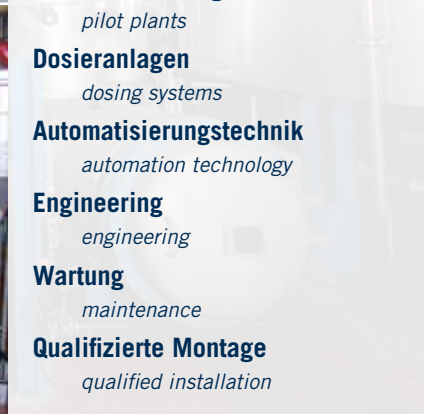 pilot plants
Dosieranlagen
dosing systems
Automatisierungstechnik
automation technology
Engineering
engineering
Wartung
maintenance
Qualifizierte Montage
qualified installation